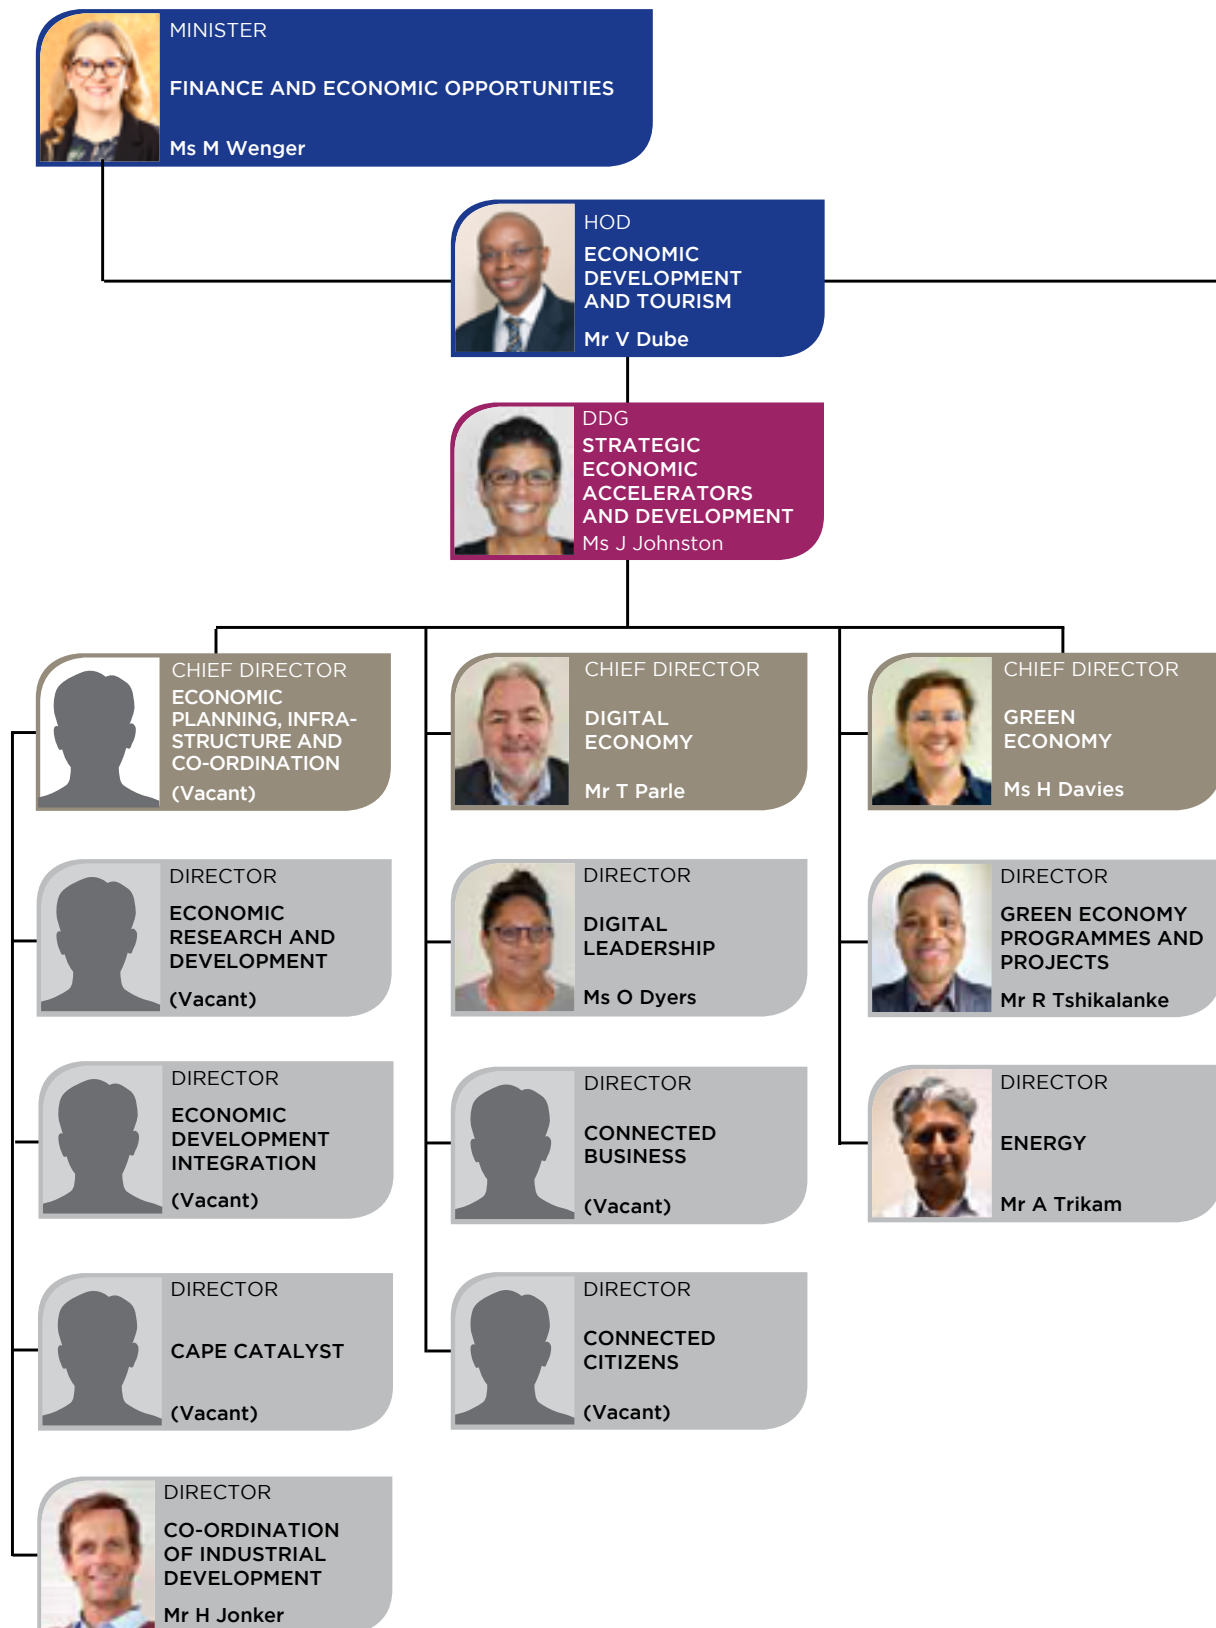 MINISTER
FINANCE AND ECONOMIC OPPORTUNITIES
Ms M Wenger
HOD
ECONOMIC
DEVELOPMENT
AND TOURISM
Mr V Dube
DDG
STRATEGIC
ECONOMIC
ACCELERATORS
AND DEVELOPMENT
Ms J Johnston
CHIEF DIRECTOR
ECONOMIC
PLANNING, INFRA-
STRUCTURE AND
CO-ORDINATION
(Vacant)
CHIEF DIRECTOR
DIGITAL
ECONOMY
Mr T Parle
CHIEF DIRECTOR
GREEN
ECONOMY
Ms H Davies
DIRECTOR
ECONOMIC
RESEARCH AND
DEVELOPMENT
(Vacant)
DIRECTOR
DIGITAL
LEADERSHIP
Ms O Dyers
DIRECTOR
GREEN ECONOMY
PROGRAMMES AND
PROJECTS
Mr R Tshikalanke
DIRECTOR
ECONOMIC
DEVELOPMENT
INTEGRATION
(Vacant)
DIRECTOR
CONNECTED
BUSINESS
(Vacant)
DIRECTOR
ENERGY
Mr A Trikam
DIRECTOR
CAPE CATALYST
(Vacant)
DIRECTOR
CONNECTED
CITIZENS
(Vacant)
DIRECTOR
CO-ORDINATION
OF INDUSTRIAL
DEVELOPMENT
Mr H Jonker